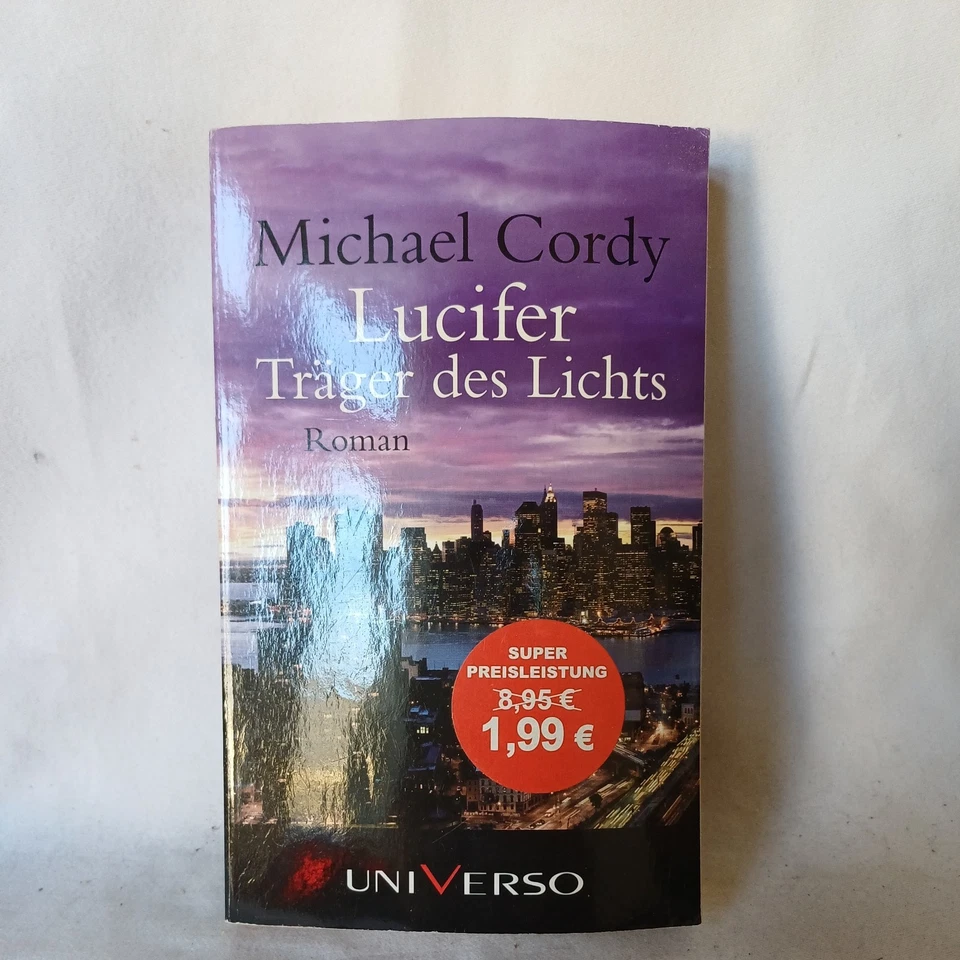 Michael Cordy
Lucifer
Träger des Lichts
Roman
SUPER
PREISLEISTUNG
8,95 €
1,99 €
UNIVERSO